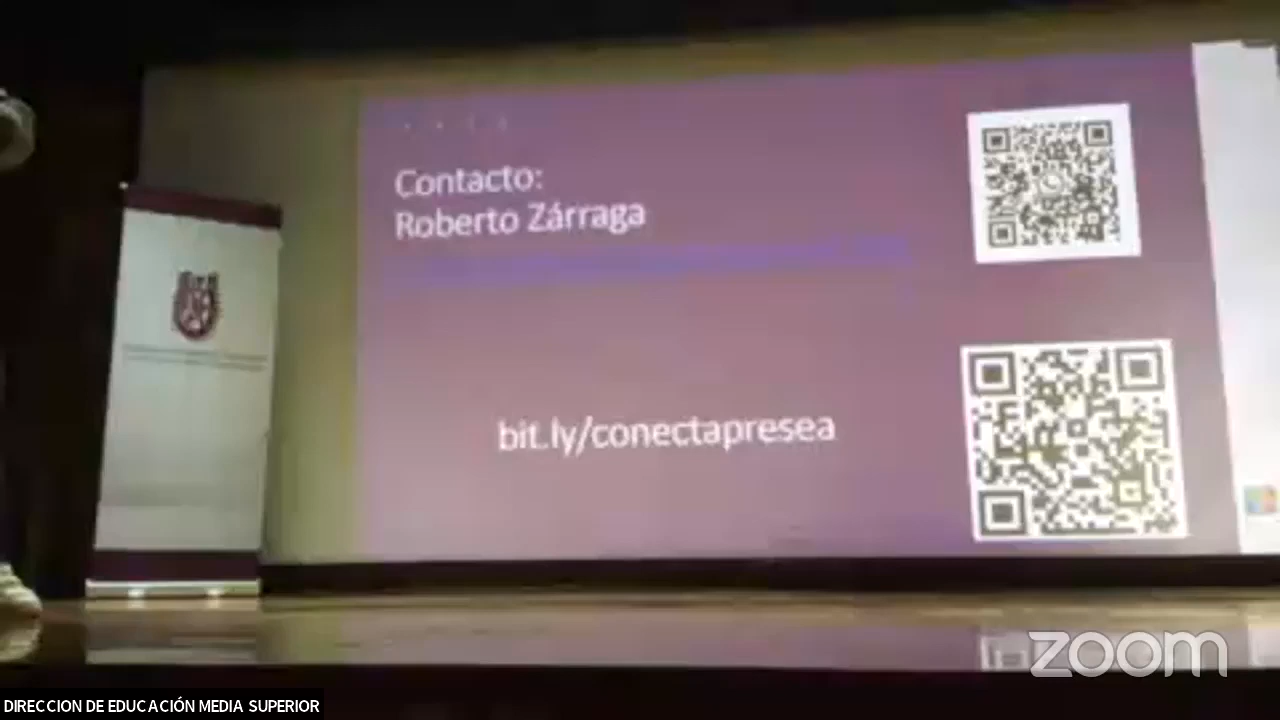 Contacto:
Roberto Zárraga
bit.ly/conectapresea
zoom
DIRECCION DE EDUCACIÓN MEDIA SUPERIOR